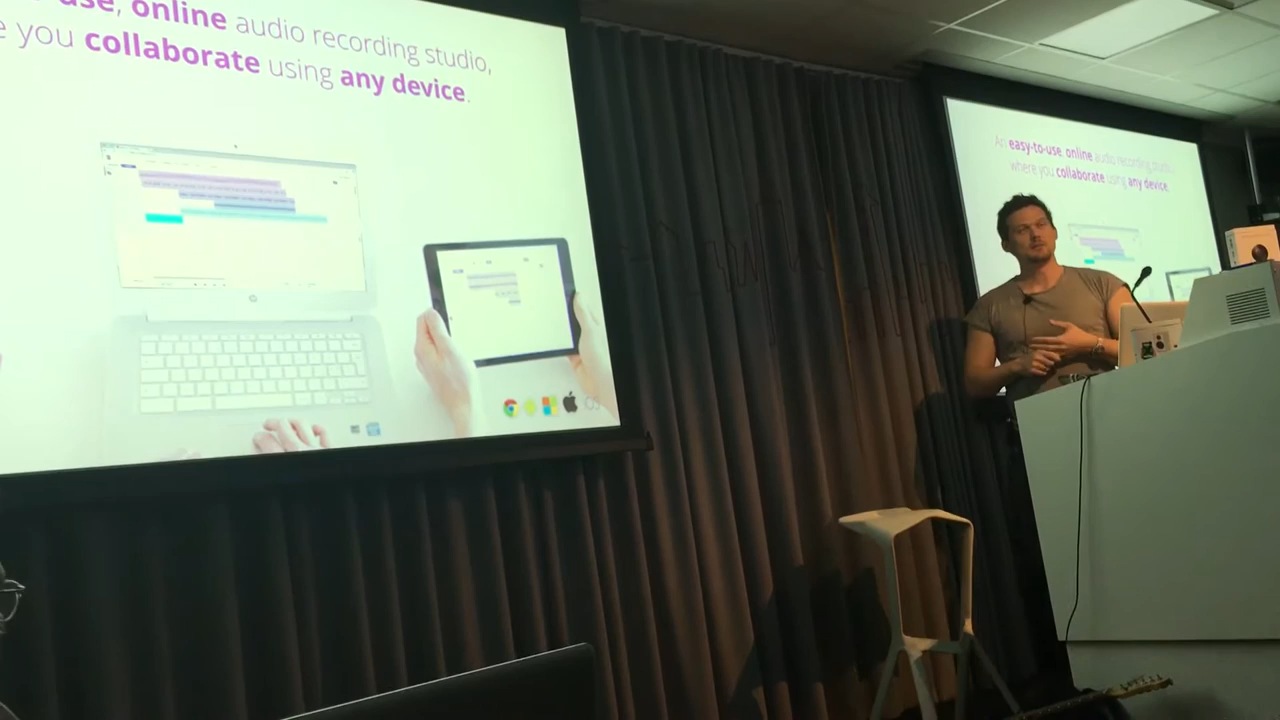 use, online audio recording studio,
e you collaborate using any device.
An easy-to-use, online audio recording studio,
where you collaborate using any device.